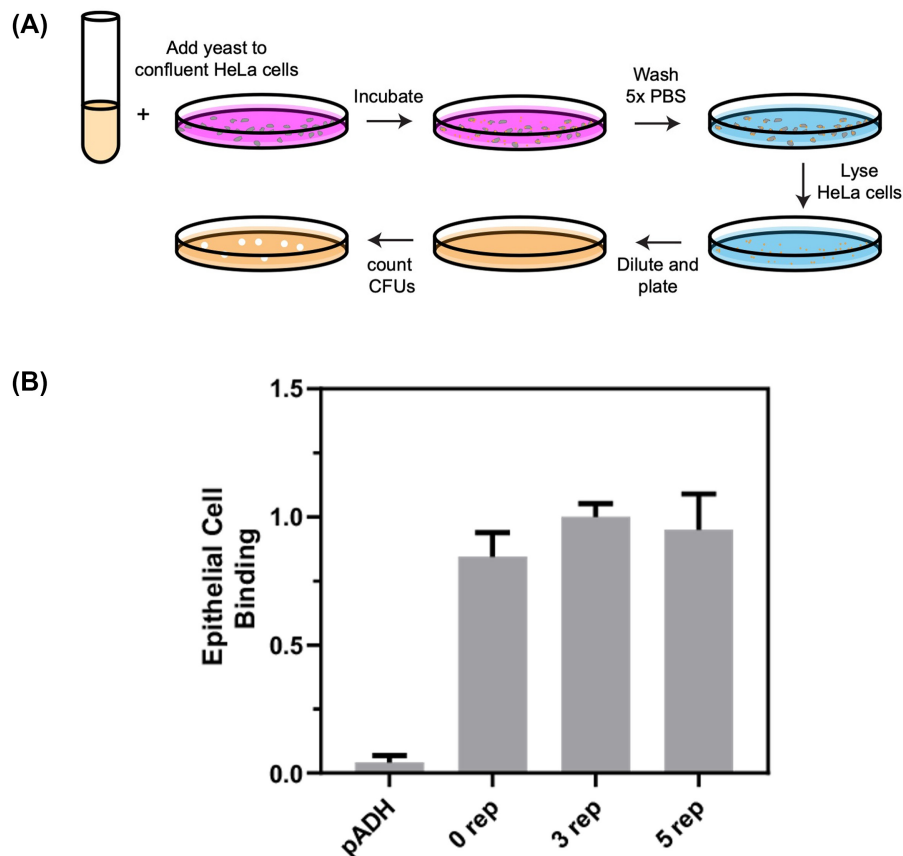 (A)
Add yeast to
confluent HeLa cells
+
Incubate
Wash
5x PBS
Lyse
HeLa cells
Dilute and
plate
count
CFUs
(B)
Epithelial Cell
Binding
1.5
1.0
0.5
0.0
pADH
0 rep
3 rep
5 rep